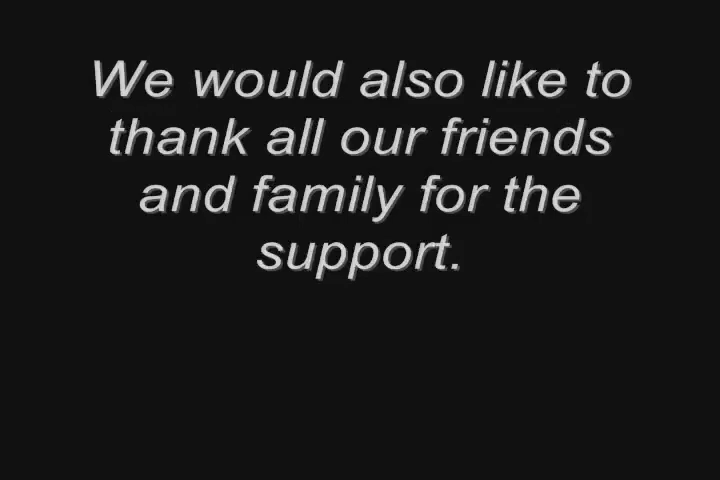 We would also like to
thank all our friends
and family for the
support.